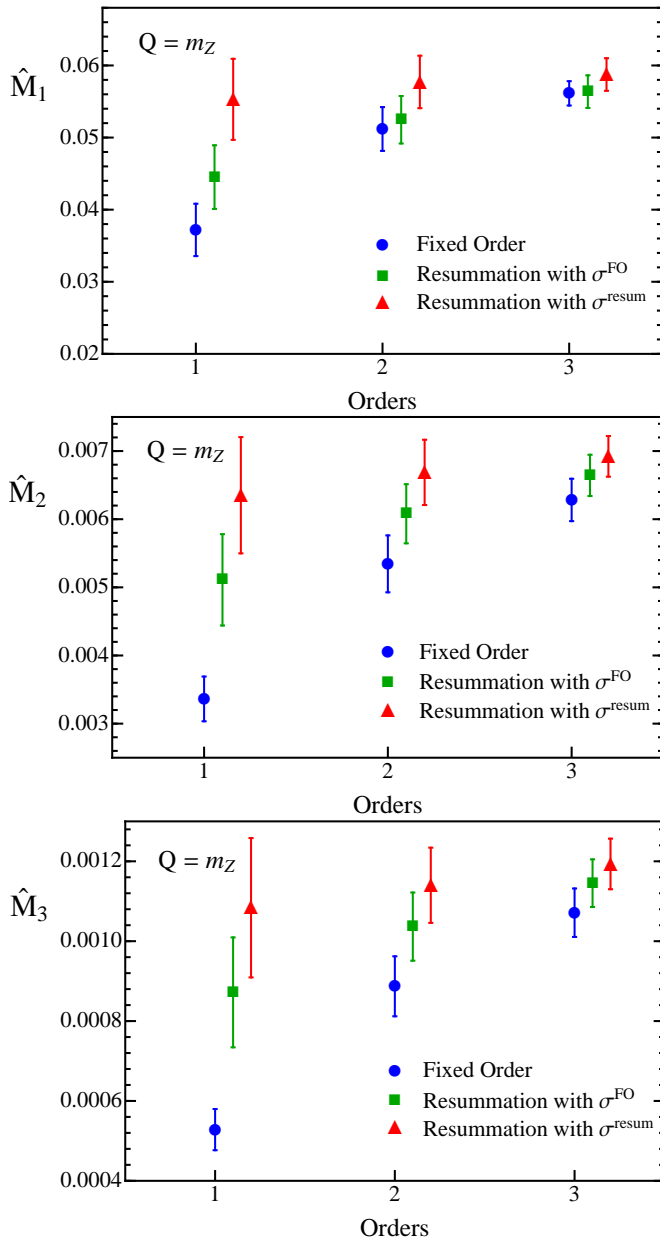 Q = m_Z
M̂₁
0.06
0.05
0.04
0.03
0.02
Fixed Order
Resummation with σ^FO
Resummation with σ^resum
1 2 3
Orders
Q = m_Z
M̂₂
0.007
0.006
0.005
0.004
0.003
Fixed Order
Resummation with σ^FO
Resummation with σ^resum
1 2 3
Orders
Q = m_Z
M̂₃
0.0012
0.0010
0.0008
0.0006
0.0004
Fixed Order
Resummation with σ^FO
Resummation with σ^resum
1 2 3
Orders